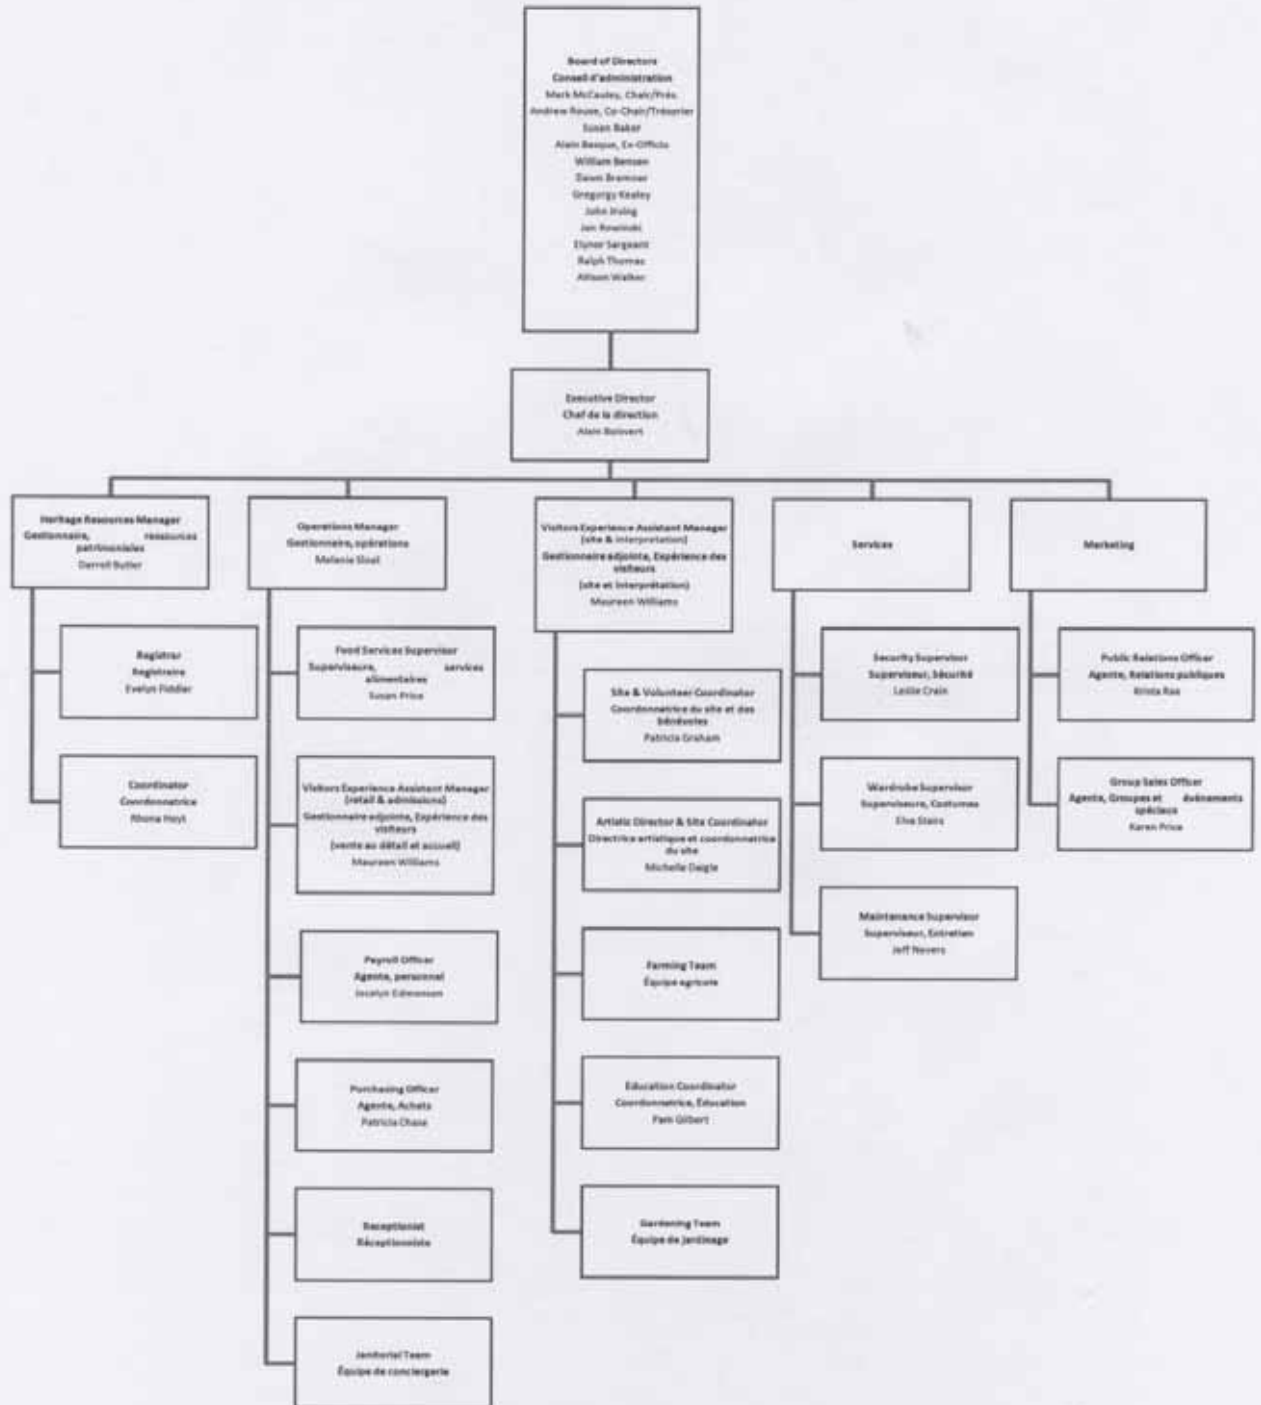 Board of Directors
Conseil d'administration
Mark McCauley, Chair/Prés.
Andrew Rouse, Co-Chair/Trésorier
Susan Baker
Alain Basque, Ex-Officio
William Benson
Dawn Bremner
Gregorgy Kealey
John Irving
Jan Rowinski
Elynor Sargeant
Ralph Thomas
Allison Walker
Executive Director
Chef de la direction
Alain Boisvert
Heritage Resources Manager
Gestionnaire, ressources
patrimoniales
Darrell Butler
Registrar
Registraire
Evelyn Fidler
Coordinator
Coordonnatrice
Rhona Hoyt
Operations Manager
Gestionnaire, opérations
Melanie Sloat
Food Services Supervisor
Superviseure, services
alimentaires
Susan Price
Visitors Experience Assistant Manager
(retail & admissions)
Gestionnaire adjointe, Expérience des
visiteurs
(vente au détail et accueil)
Maureen Williams
Payroll Officer
Agente, personnel
Jocelyn Edmonson
Purchasing Officer
Agente, Achats
Patricia Chase
Receptionist
Réceptionniste
Janitorial Team
Équipe de conciergerie
Visitors Experience Assistant Manager
(site & interpretation)
Gestionnaire adjointe, Expérience des
visiteurs
(site et interprétation)
Maureen Williams
Site & Volunteer Coordinator
Coordonnatrice du site et des
bénévoles
Patricia Graham
Artistic Director & Site Coordinator
Directrice artistique et coordonnatrice
du site
Michelle Daigle
Farming Team
Équipe agricole
Education Coordinator
Coordonnatrice, Éducation
Pam Gilbert
Gardening Team
Équipe de jardinage
Services
Security Supervisor
Superviseur, Sécurité
Leslie Crain
Wardrobe Supervisor
Superviseure, Costumes
Elva Stairs
Maintenance Supervisor
Superviseur, Entretien
Jeff Nevers
Marketing
Public Relations Officer
Agente, Relations publiques
Krista Rae
Group Sales Officer
Agente, Groupes et événements
spéciaux
Karen Price